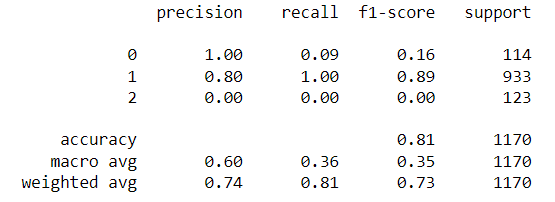 precision recall f1-score support
0 1.00 0.09 0.16 114
1 0.80 1.00 0.89 933
2 0.00 0.00 0.00 123
accuracy 0.81 1170
macro avg 0.60 0.36 0.35 1170
weighted avg 0.74 0.81 0.73 1170